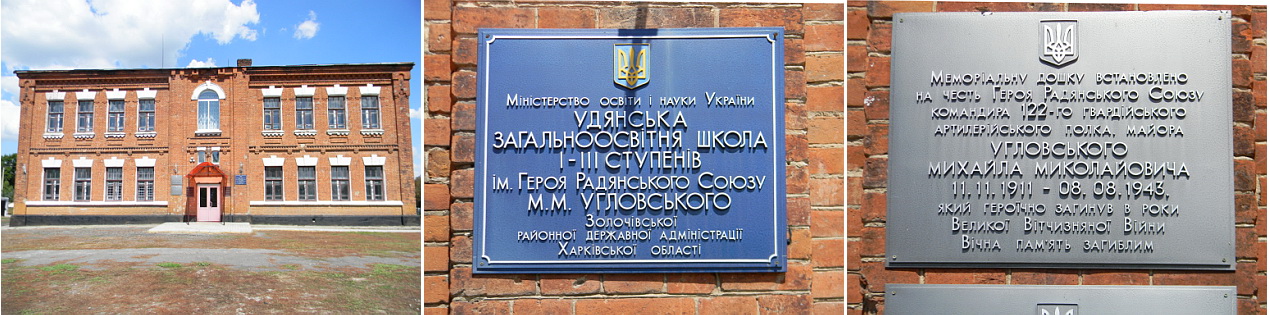 Міністерство освіти і науки України
Удянська
загальноосвітня школа
І-ІІІ ступенів
ім. Героя Радянського Союзу
М.М. Угловського
Золочівської
районної державної адміністрації
Харківської області
Меморіальну дошку встановлено
на честь Героя Радянського Союзу
командира 122-го гвардійського
артилерійського полка, майора
Угловського
Михайла Миколайовича
11.11.1911 - 08.08.1943,
який героїчно загинув в роки
Великої Вітчизняної Війни
Вічна пам'ять загиблим